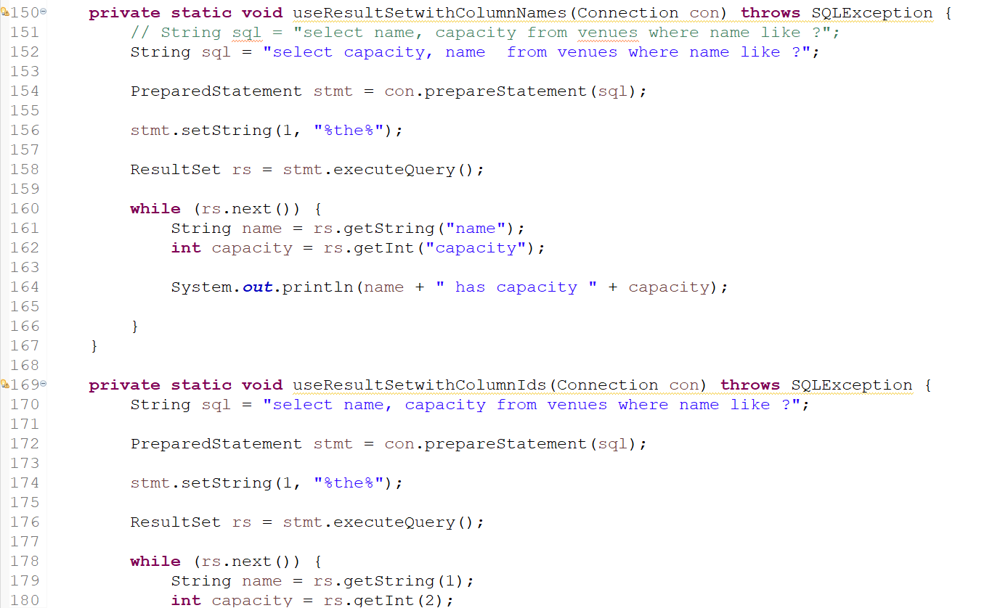 150 private static void useResultSetwithColumnNames(Connection con) throws SQLException {
151 // String sql = "select name, capacity from venues where name like ?";
152 String sql = "select capacity, name  from venues where name like ?";
153
154 PreparedStatement stmt = con.prepareStatement(sql);
155
156 stmt.setString(1, "%the%");
157
158 ResultSet rs = stmt.executeQuery();
159
160 while (rs.next()) {
161 String name = rs.getString("name");
162 int capacity = rs.getInt("capacity");
163
164 System.out.println(name + " has capacity " + capacity);
165
166 }
167 }
168
169 private static void useResultSetwithColumnIds(Connection con) throws SQLException {
170 String sql = "select name, capacity from venues where name like ?";
171
172 PreparedStatement stmt = con.prepareStatement(sql);
173
174 stmt.setString(1, "%the%");
175
176 ResultSet rs = stmt.executeQuery();
177
178 while (rs.next()) {
179 String name = rs.getString(1);
180 int capacity = rs.getInt(2);